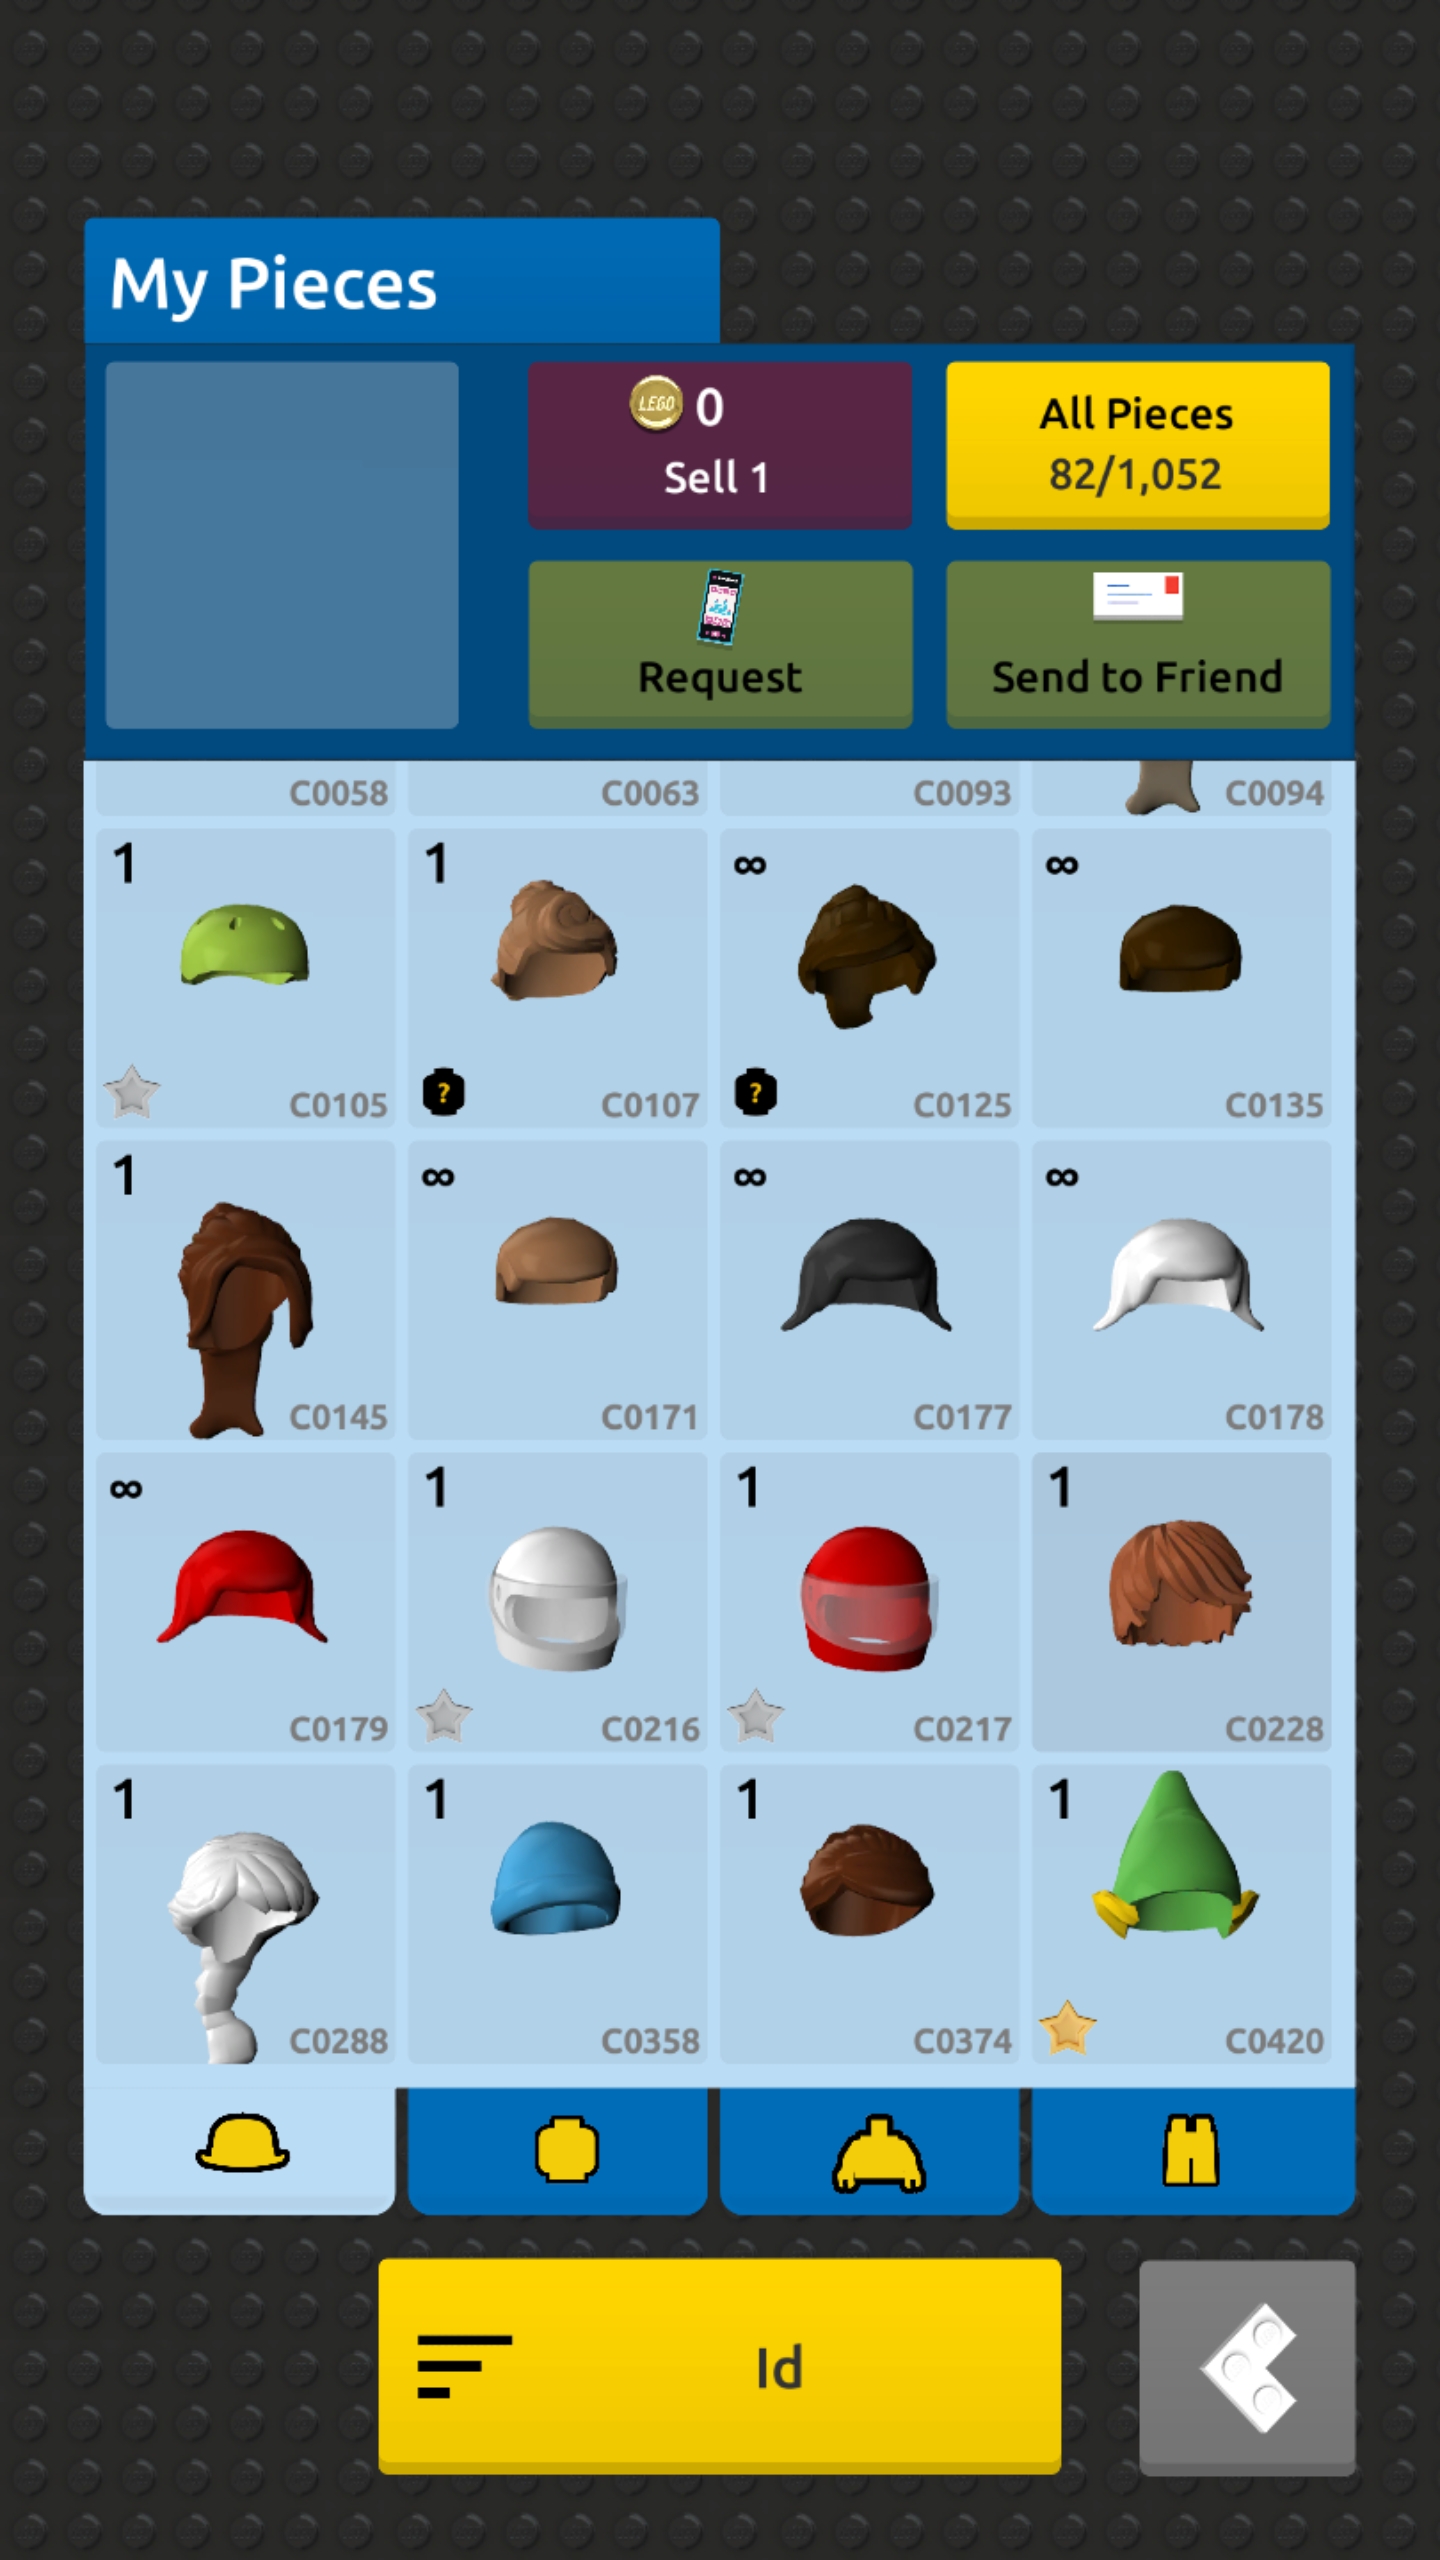 My Pieces
LEGO 0
Sell 1
All Pieces
82/1,052
Request
Send to Friend
C0058 C0063 C0093 C0094
1 1 ∞ ∞
? ?
C0105 C0107 C0125 C0135
1 ∞ ∞ ∞
C0145 C0171 C0177 C0178
∞ 1 1 1
C0179 C0216 C0217 C0228
1 1 1 1
C0288 C0358 C0374 C0420
Id